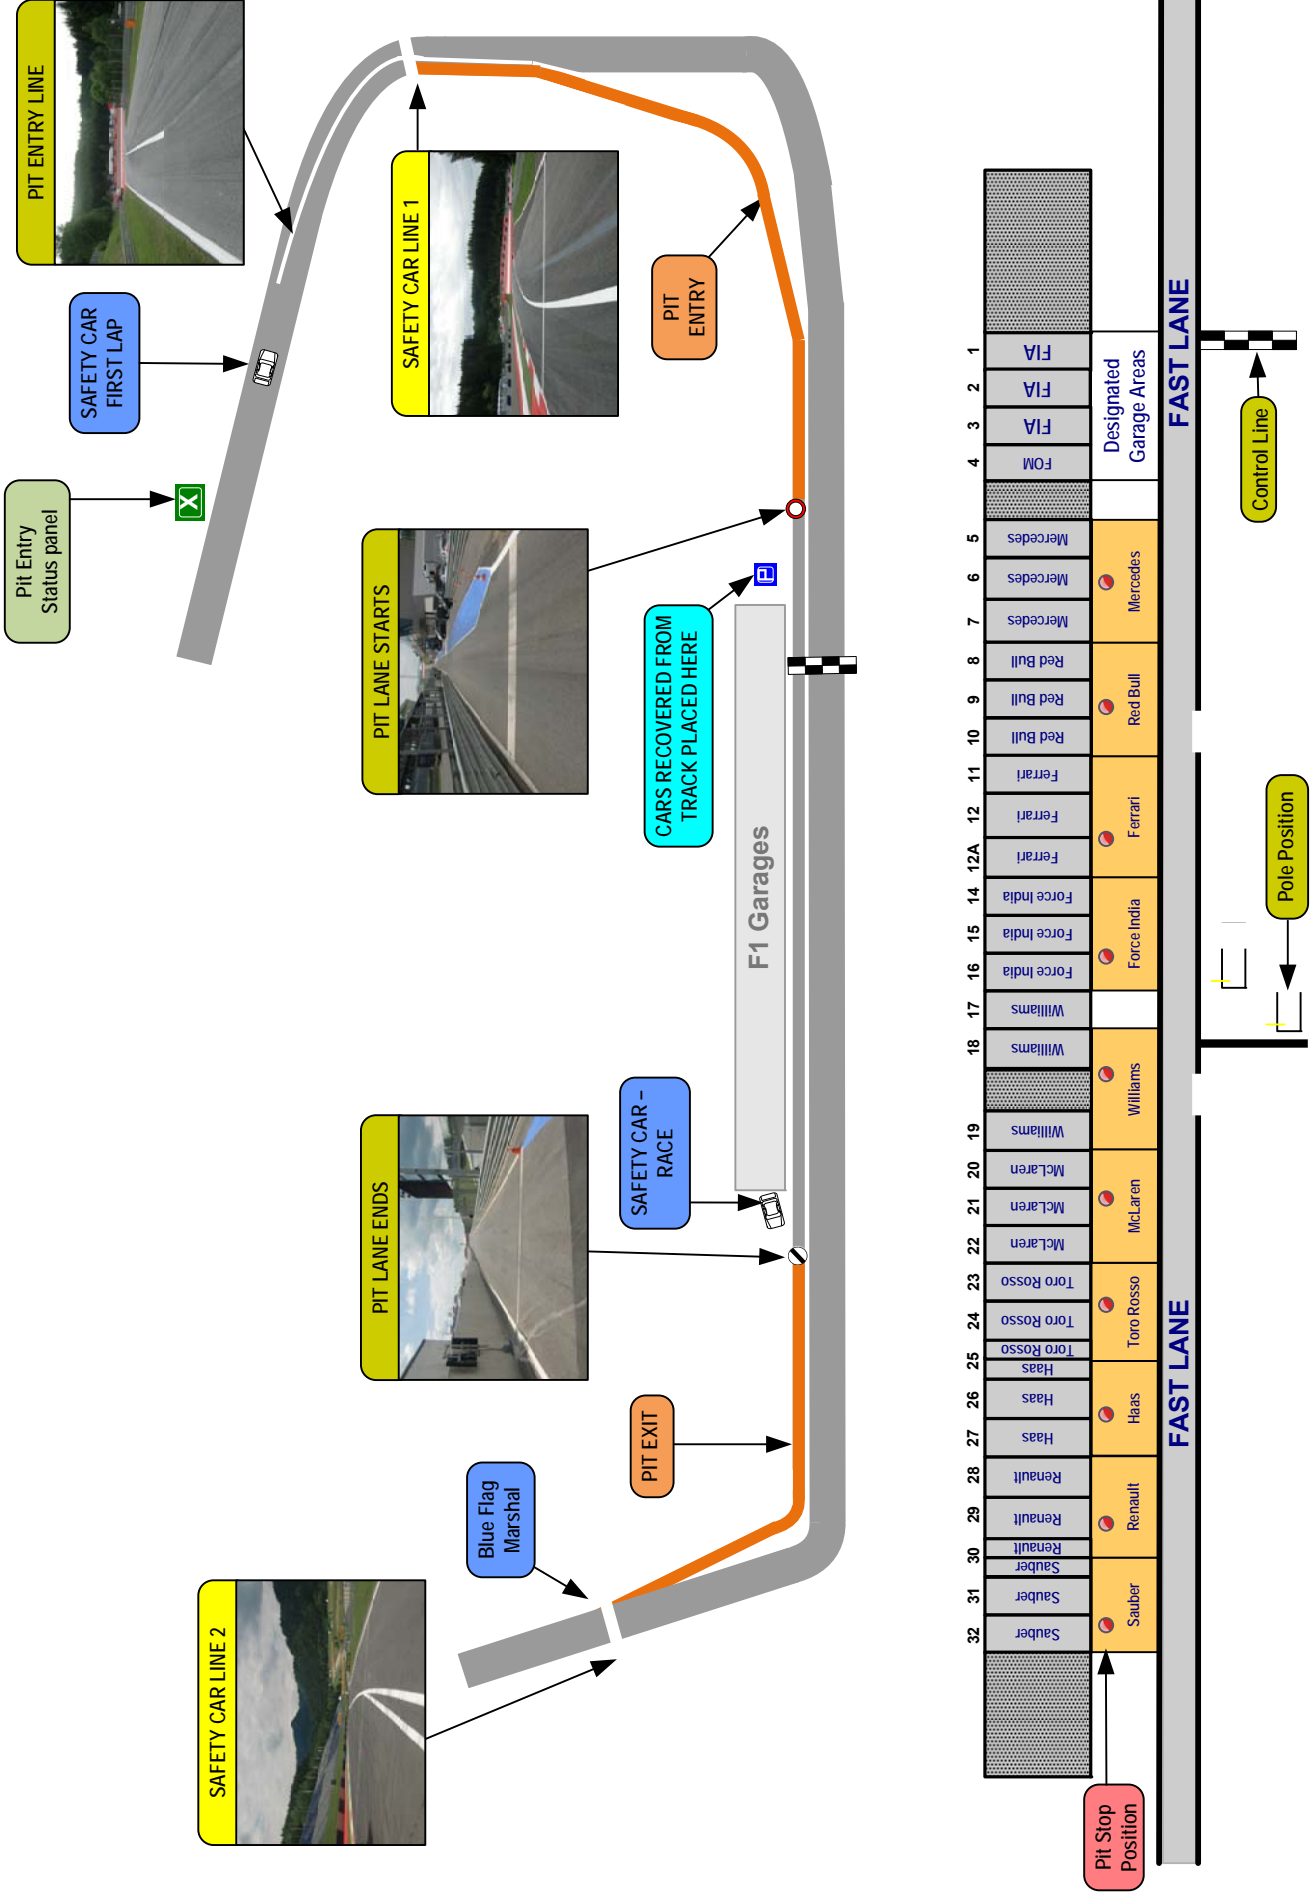 PIT ENTRY LINE
SAFETY CAR
FIRST LAP
Pit Entry
Status panel
X
SAFETY CAR LINE 1
PIT
ENTRY
PIT LANE STARTS
CARS RECOVERED FROM
TRACK PLACED HERE
P
F1 Garages
PIT LANE ENDS
SAFETY CAR –
RACE
PIT EXIT
Blue Flag
Marshal
SAFETY CAR LINE 2
32
31
30
29
28
27
26
25
24
23
22
21
20
19
18
17
16
15
14
12A
12
11
10
9
8
7
6
5
4
3
2
1
Sauber
Sauber
Sauber
Renault
Renault
Renault
Haas
Haas
Haas
Toro Rosso
Toro Rosso
Toro Rosso
McLaren
McLaren
McLaren
Williams
Williams
Williams
Force India
Force India
Force India
Ferrari
Ferrari
Ferrari
Red Bull
Red Bull
Red Bull
Mercedes
Mercedes
Mercedes
FOM
FIA
FIA
FIA
Sauber
Renault
Haas
Toro Rosso
McLaren
Williams
Force India
Ferrari
Red Bull
Mercedes
Designated
Garage Areas
Pit Stop
Position
FAST LANE
FAST LANE
Pole Position
Control Line